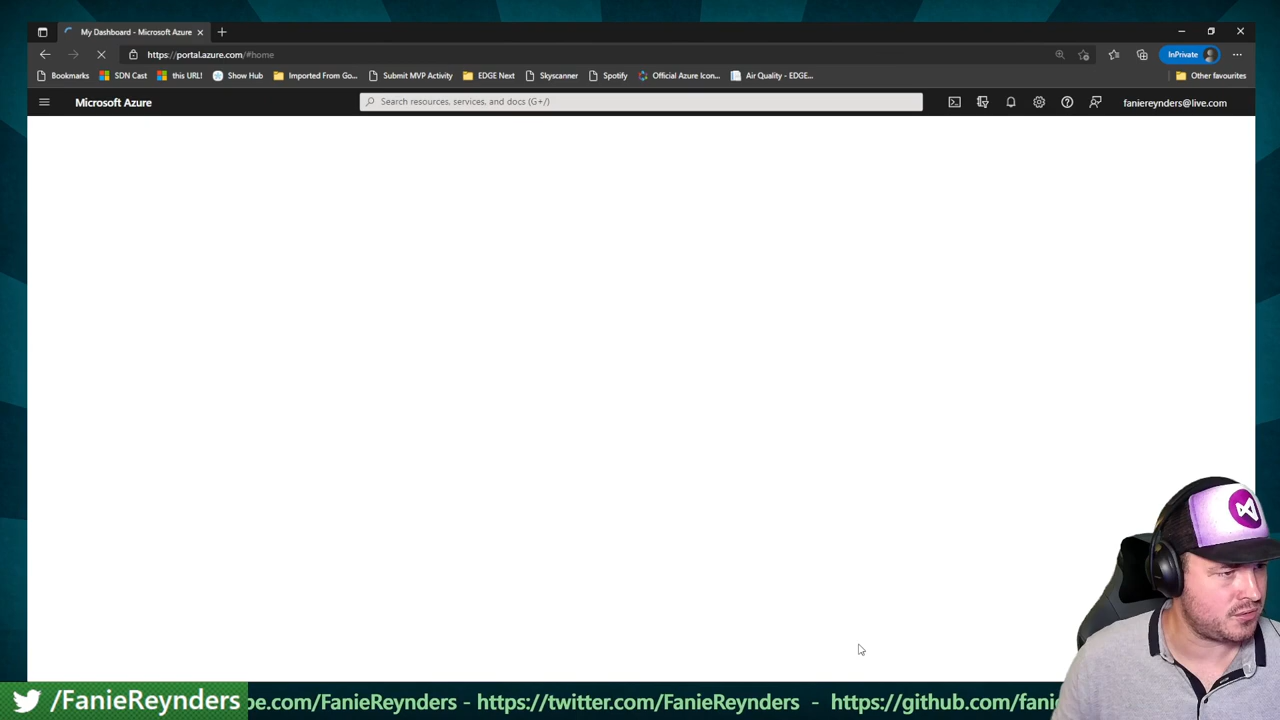 My Dashboard - Microsoft Azure
https://portal.azure.com/#home
InPrivate
Bookmarks SDN Cast this URL! Show Hub Imported From Go... Submit MVP Activity EDGE Next Skyscanner Spotify Official Azure Icon... Air Quality - EDGE... Other favourites
Microsoft Azure Search resources, services, and docs (G+/) faniereynders@live.com
/FanieReynders be.com/FanieReynders - https://twitter.com/FanieReynders - https://github.com/fanie